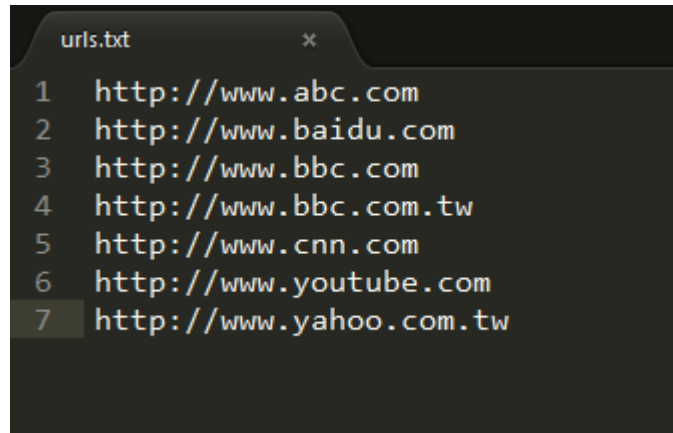 urls.txt ×
1 http://www.abc.com
2 http://www.baidu.com
3 http://www.bbc.com
4 http://www.bbc.com.tw
5 http://www.cnn.com
6 http://www.youtube.com
7 http://www.yahoo.com.tw